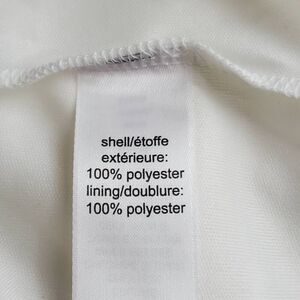 shell/étoffe
extérieure:
100% polyester
lining/doublure:
100% polyester